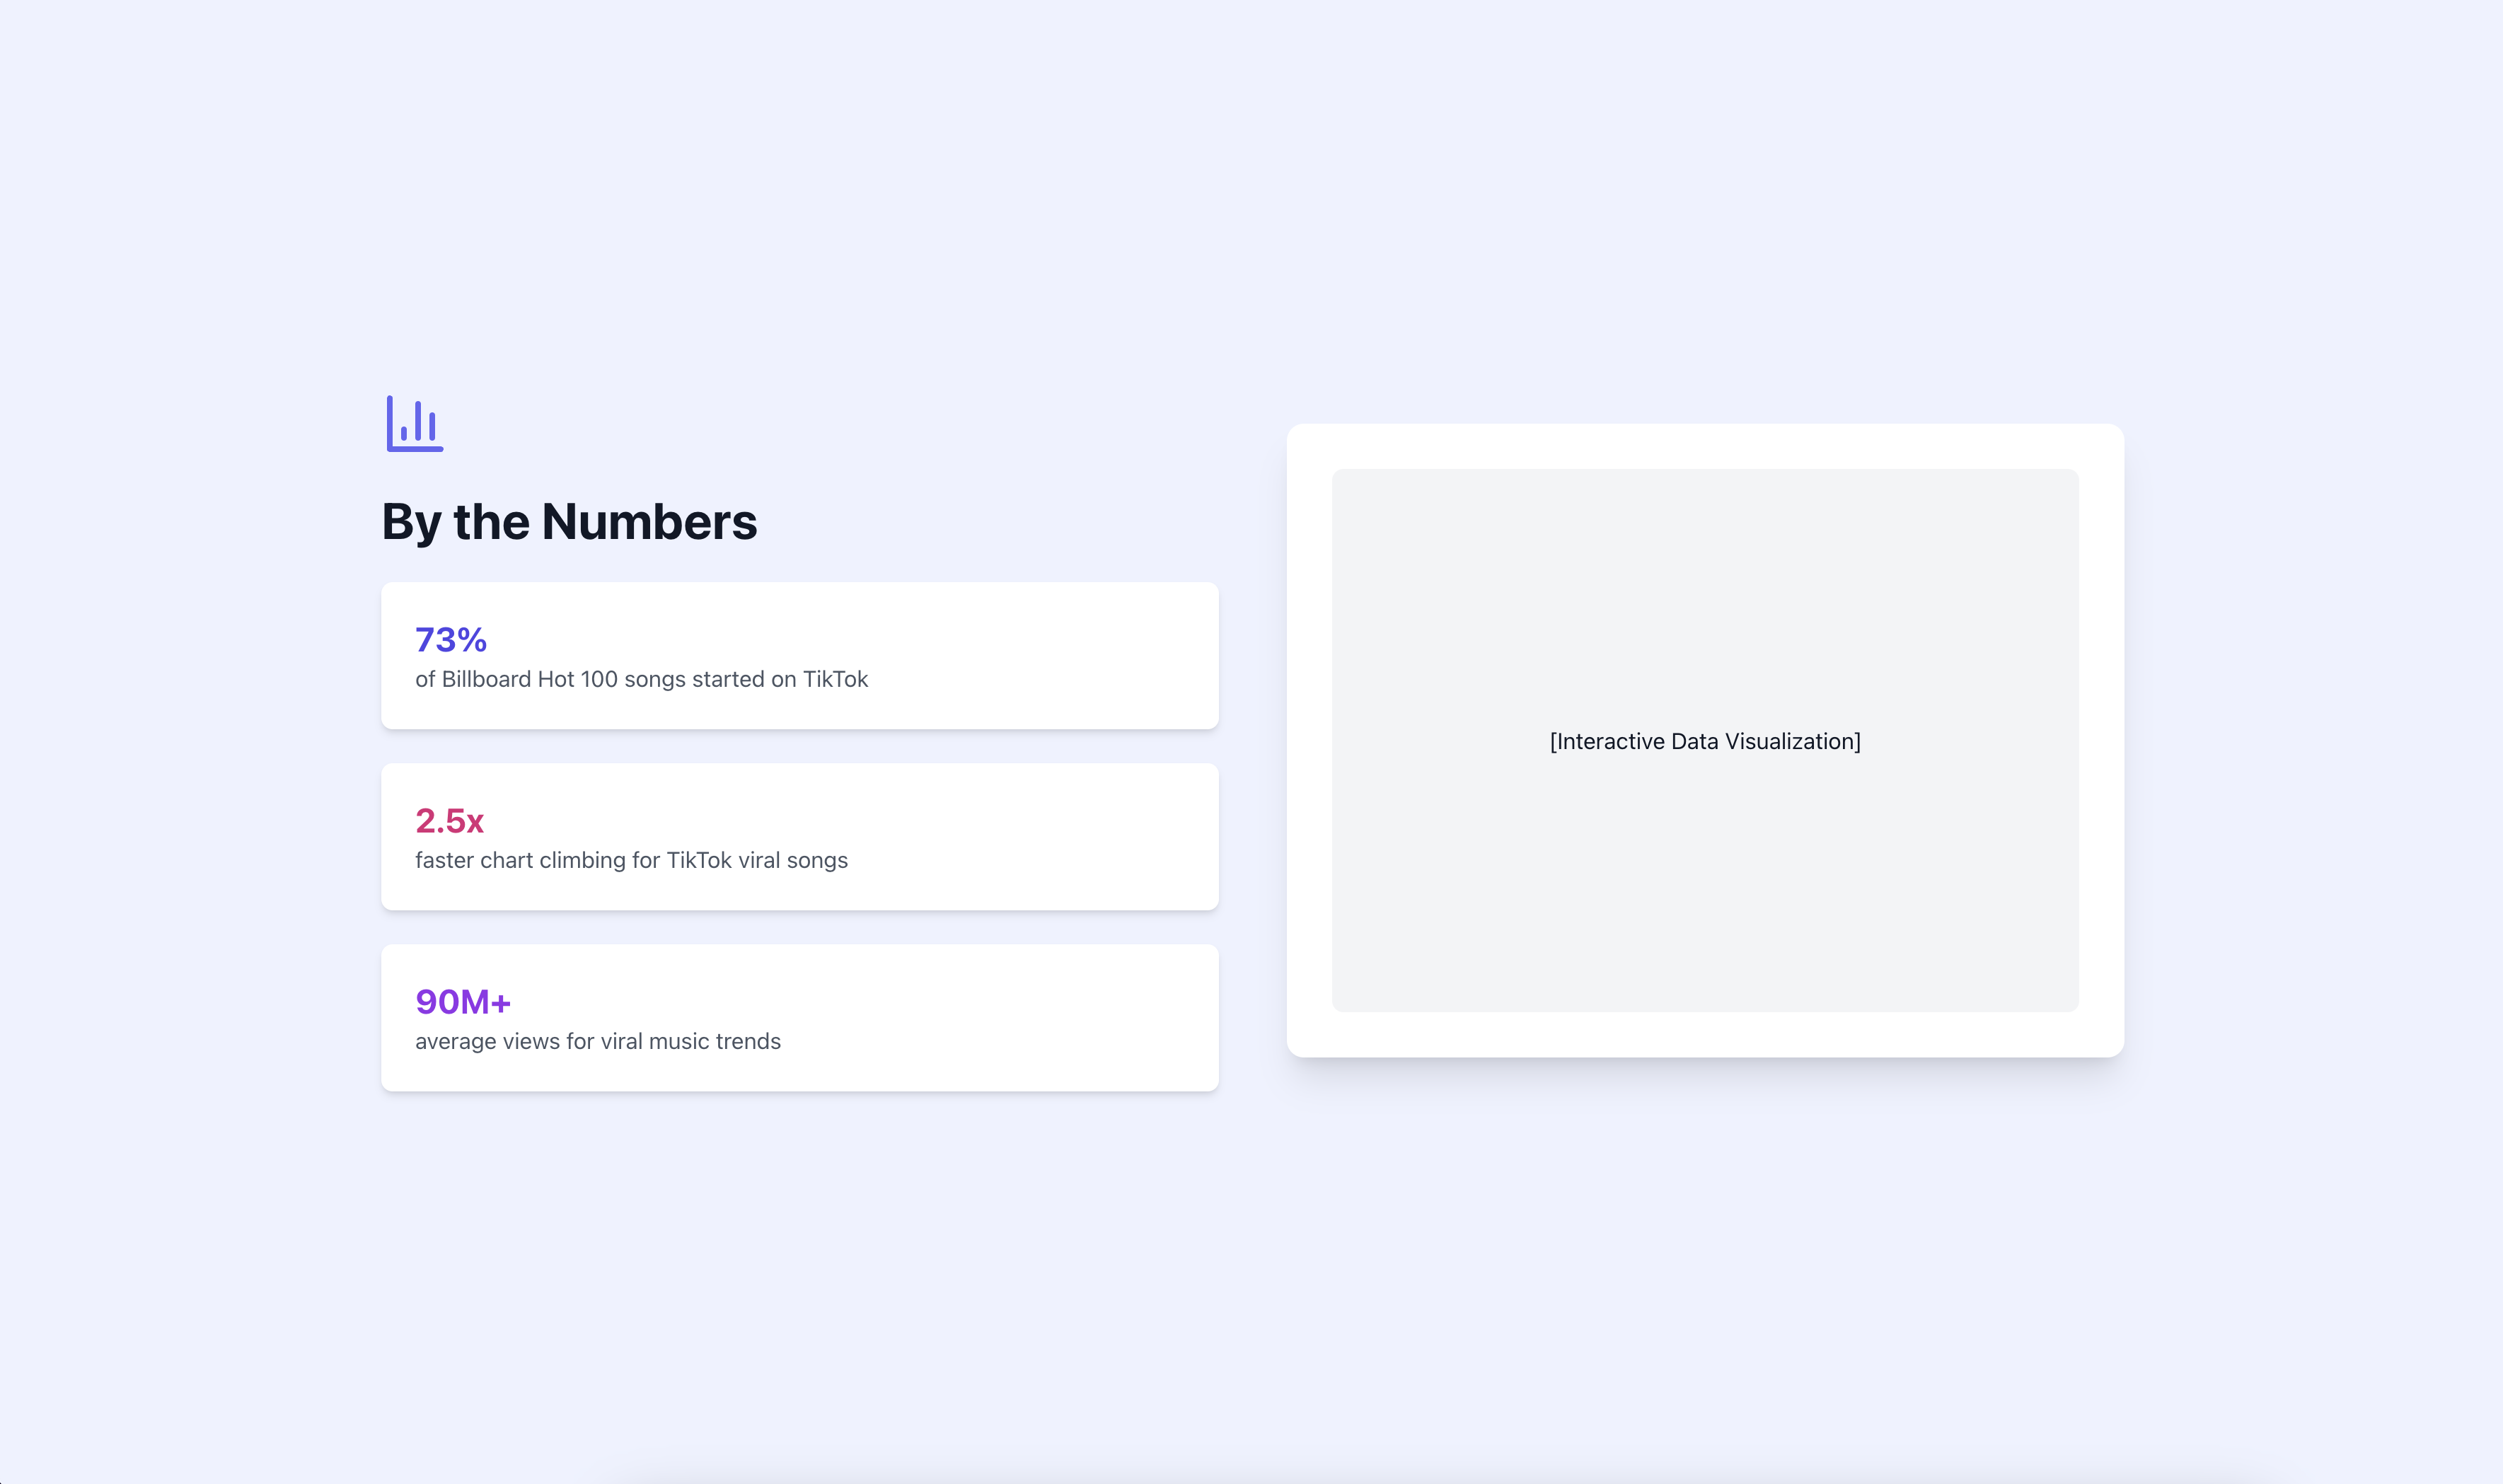 By the Numbers
73%
of Billboard Hot 100 songs started on TikTok
2.5x
faster chart climbing for TikTok viral songs
90M+
average views for viral music trends
[Interactive Data Visualization]